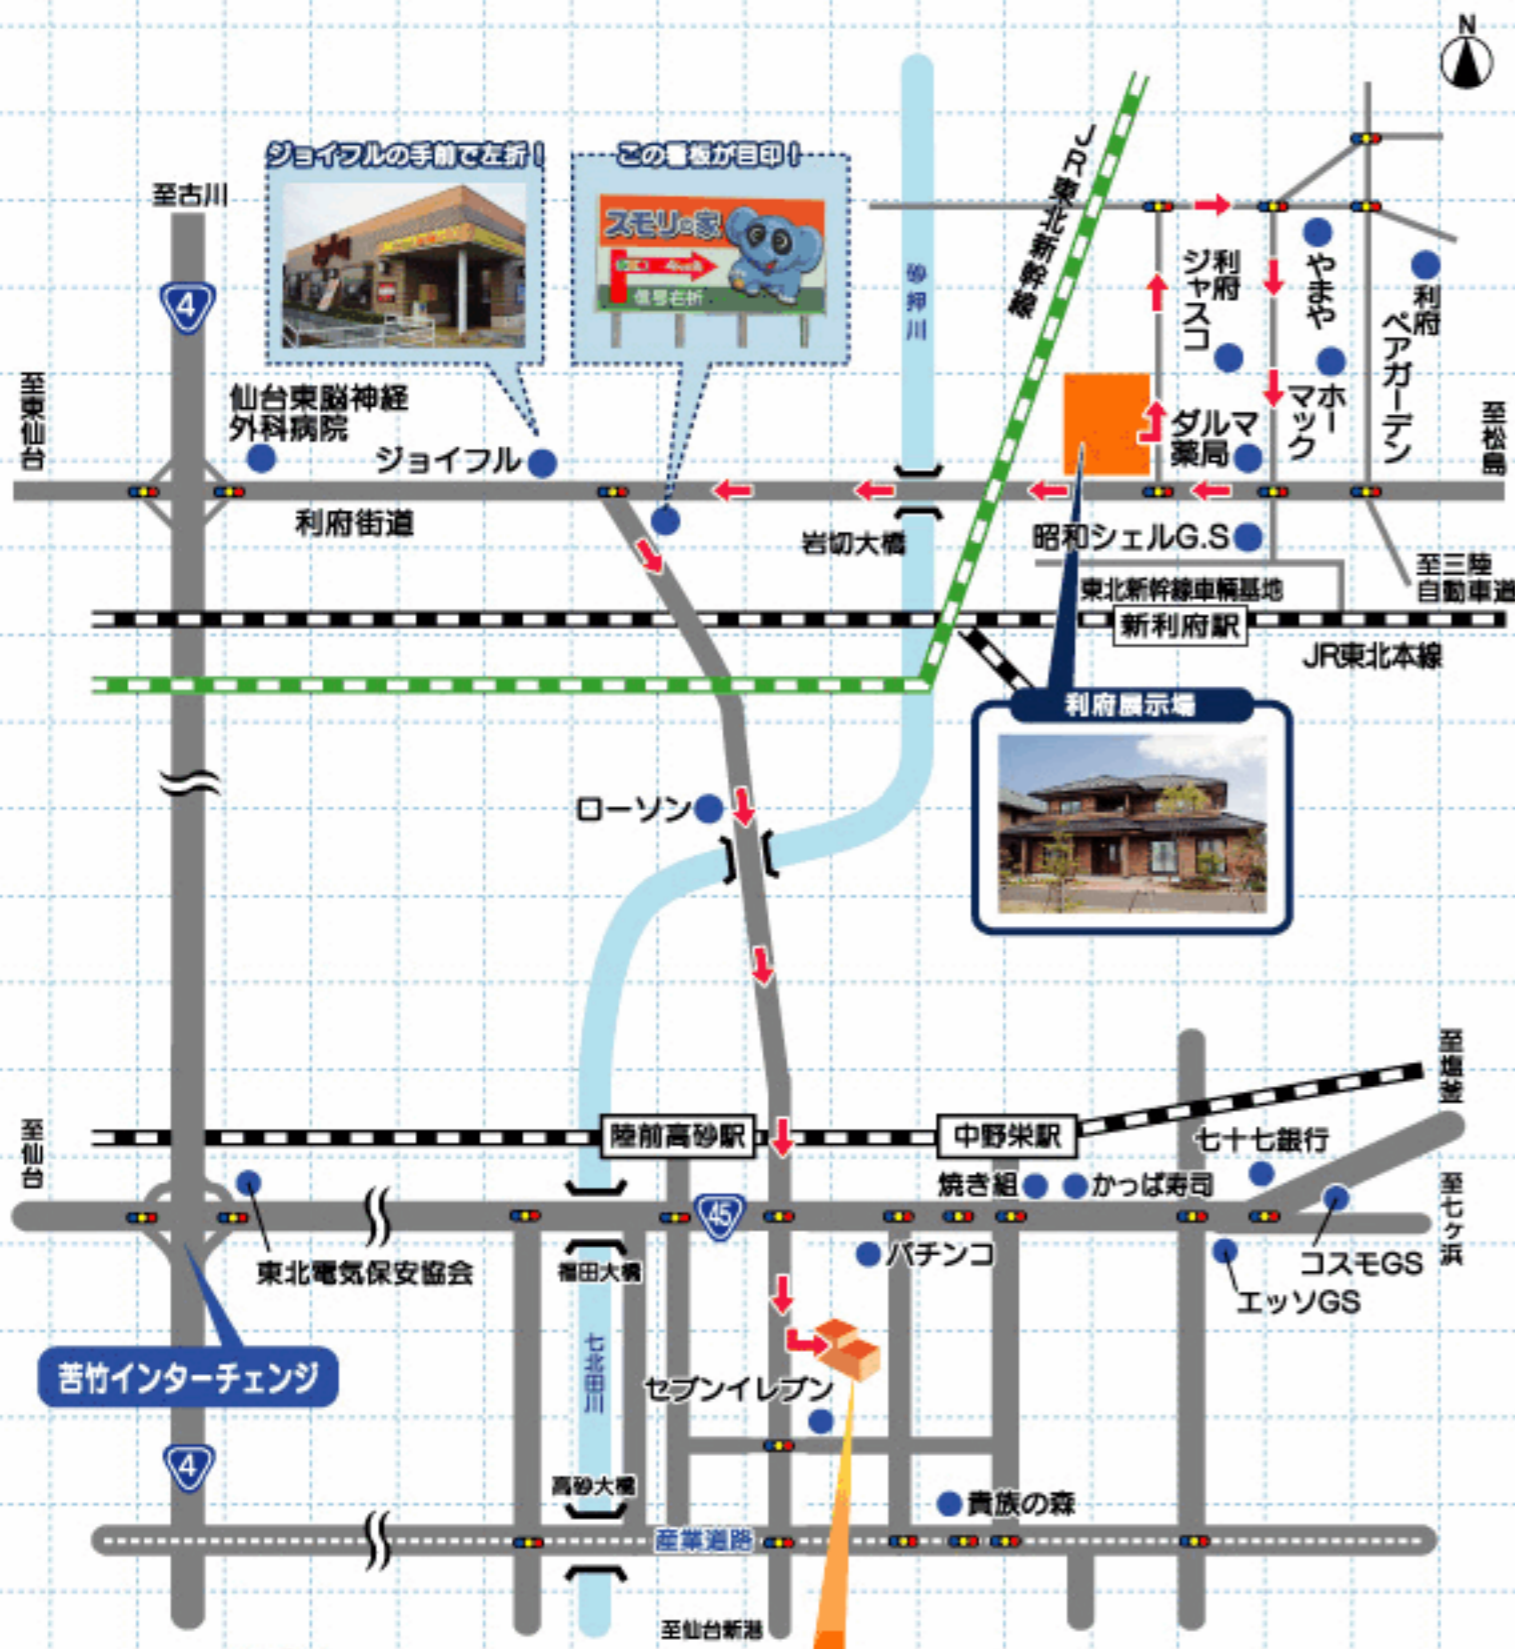 N
ジョイフルの手前で左折！
この看板が目印！
至古川
スモリの家
信号右折
4
砂押川
JR東北新幹線
利府
ジャスコ
やまや
利府
ペアガーデン
ホー
マック
至松島
至東仙台
仙台東脳神経
外科病院
ジョイフル
ダルマ
薬局
利府街道
岩切大橋
昭和シェルG.S
至三陸
自動車道
東北新幹線車輌基地
新利府駅
JR東北本線
利府展示場
ローソン
至塩釜
至仙台
陸前高砂駅
中野栄駅
七十七銀行
焼き組
かっぱ寿司
45
至七ヶ浜
東北電気保安協会
福田大橋
パチンコ
コスモGS
エッソGS
苦竹インターチェンジ
七北田川
セブンイレブン
4
高砂大橋
貴族の森
産業道路
至仙台新港